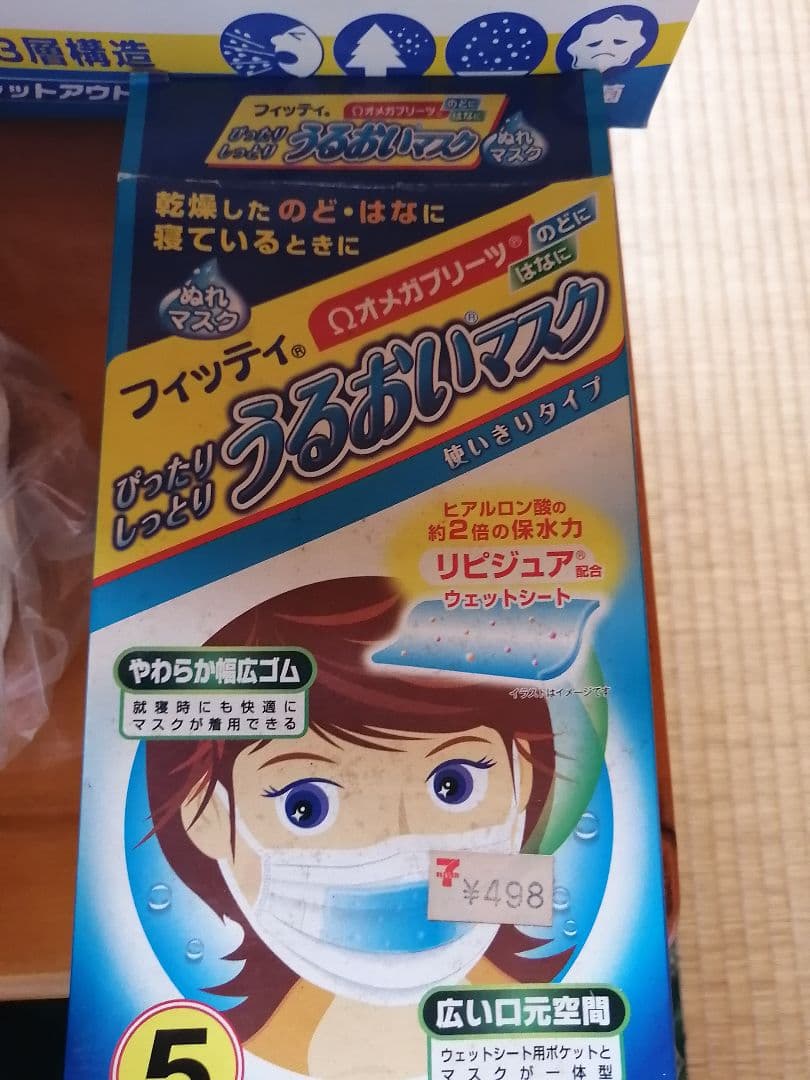 3層構造
ットアウト
菌
フィッティ®
Ωオメガプリーツ
のどに
はなに
ぴったり
しっとり
うるおいマスク
ぬれ
マスク
乾燥した のど・はなに
寝ているときに
ぬれ
マスク
Ωオメガプリーツ®
のどに
はなに
フィッティ®
ぴったり
しっとり
うるおい®マスク
使いきりタイプ
ヒアルロン酸の
約2倍の保水力
リピジュア®配合
ウェットシート
イラストはイメージです
やわらか幅広ゴム
就寝時にも快適に
マスクが着用できる
¥498
広い口元空間
ウェットシート用ポケットと
マスクが一体型
5